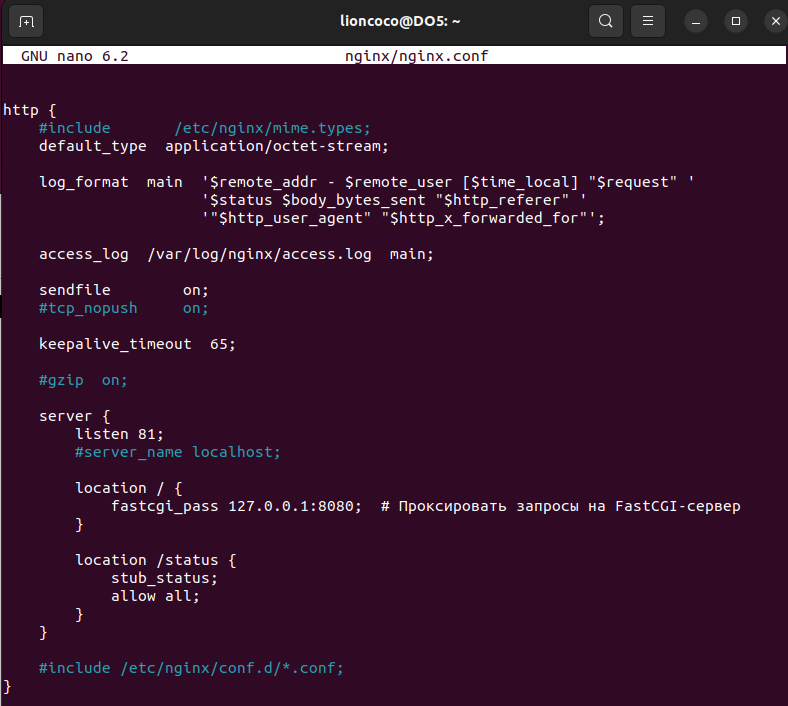 lioncoco@DO5: ~
GNU nano 6.2 nginx/nginx.conf
http {
    #include       /etc/nginx/mime.types;
    default_type  application/octet-stream;
    log_format  main  '$remote_addr - $remote_user [$time_local] "$request" '
                      '$status $body_bytes_sent "$http_referer" '
                      '"$http_user_agent" "$http_x_forwarded_for"';
    access_log  /var/log/nginx/access.log  main;
    sendfile        on;
    #tcp_nopush     on;
    keepalive_timeout  65;
    #gzip  on;
    server {
        listen 81;
        #server_name localhost;
        location / {
            fastcgi_pass 127.0.0.1:8080;  # Проксировать запросы на FastCGI-сервер
        }
        location /status {
            stub_status;
            allow all;
        }
    }
    #include /etc/nginx/conf.d/*.conf;
}